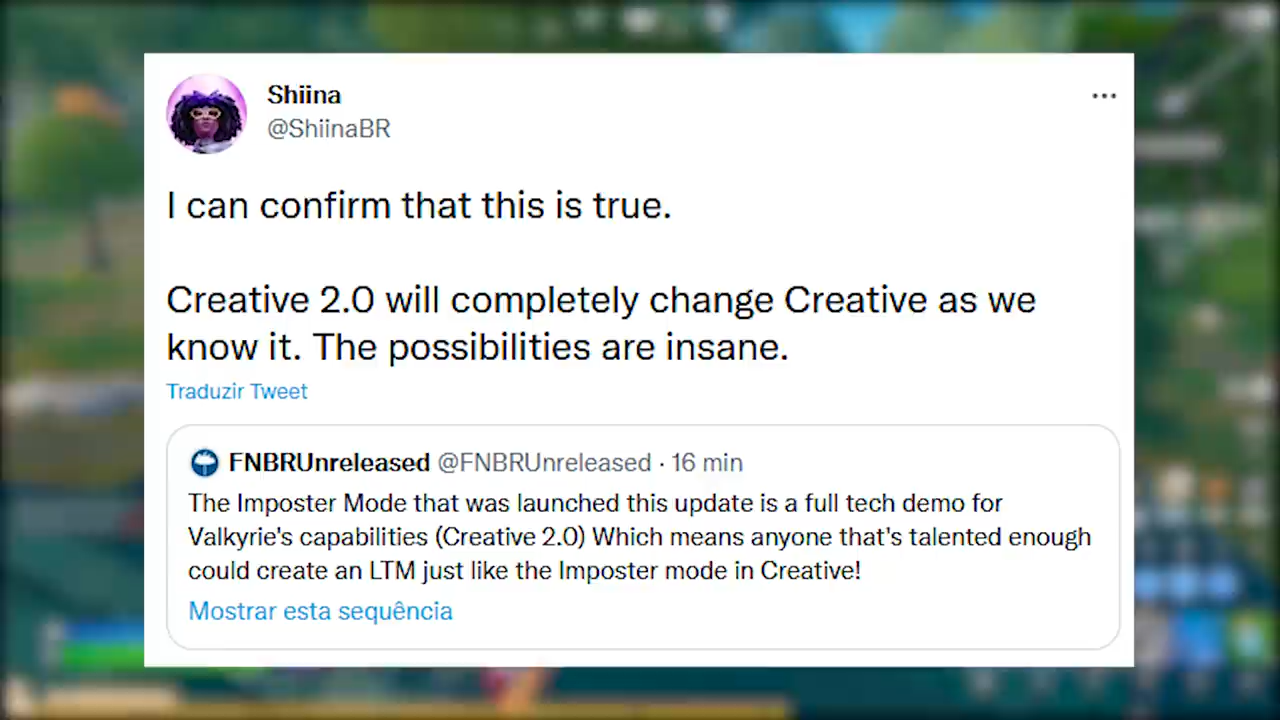 Shiina
@ShiinaBR
I can confirm that this is true.
Creative 2.0 will completely change Creative as we
know it. The possibilities are insane.
Traduzir Tweet
FNBRUnreleased @FNBRUnreleased · 16 min
The Imposter Mode that was launched this update is a full tech demo for
Valkyrie's capabilities (Creative 2.0) Which means anyone that's talented enough
could create an LTM just like the Imposter mode in Creative!
Mostrar esta sequência